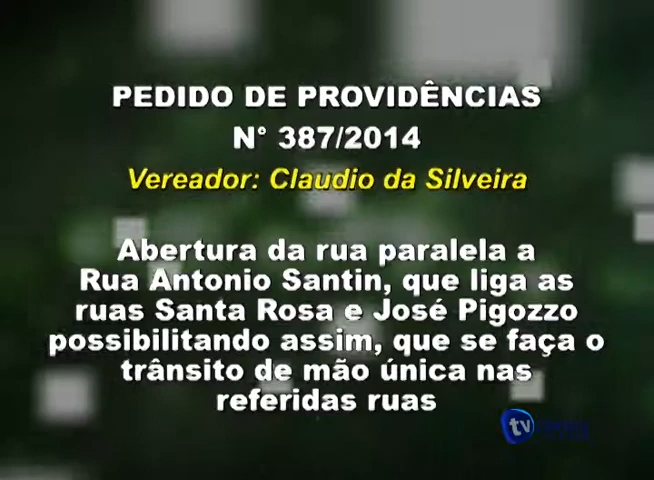 PEDIDO DE PROVIDÊNCIAS
N° 387/2014
Vereador: Claudio da Silveira
Abertura da rua paralela a
Rua Antonio Santin, que liga as
ruas Santa Rosa e José Pigozzo
possibilitando assim, que se faça o
trânsito de mão única nas
referidas ruas
tv